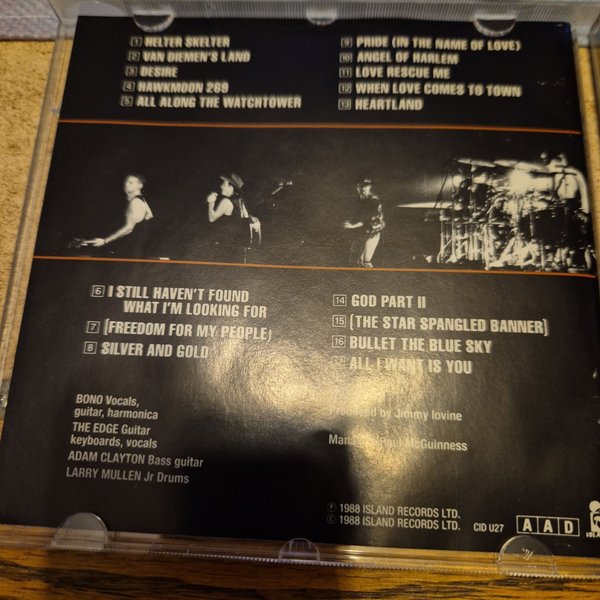 1 HELTER SKELTER
2 VAN DIEMEN'S LAND
3 DESIRE
4 HAWKMOON 269
5 ALL ALONG THE WATCHTOWER
9 PRIDE (IN THE NAME OF LOVE)
10 ANGEL OF HARLEM
11 LOVE RESCUE ME
12 WHEN LOVE COMES TO TOWN
13 HEARTLAND
6 I STILL HAVEN'T FOUND
WHAT I'M LOOKING FOR
7 (FREEDOM FOR MY PEOPLE)
8 SILVER AND GOLD
14 GOD PART II
15 (THE STAR SPANGLED BANNER)
16 BULLET THE BLUE SKY
17 ALL I WANT IS YOU
BONO Vocals,
guitar, harmonica
THE EDGE Guitar
keyboards, vocals
ADAM CLAYTON Bass guitar
LARRY MULLEN Jr Drums
by Jimmy Iovine
McGuinness
℗ 1988 ISLAND RECORDS LTD.
© 1988 ISLAND RECORDS LTD.
CID U27
AAD